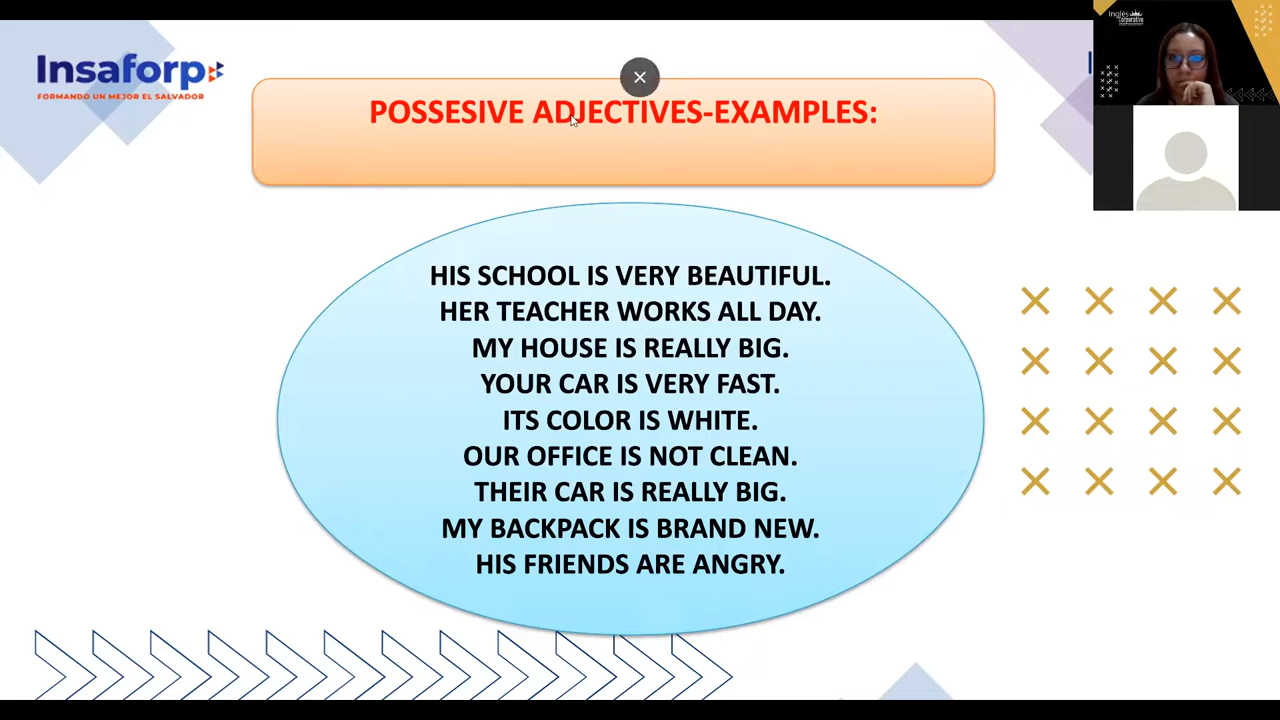 Insaforp
FORMANDO UN MEJOR EL SALVADOR
POSSESIVE ADJECTIVES-EXAMPLES:
HIS SCHOOL IS VERY BEAUTIFUL.
HER TEACHER WORKS ALL DAY.
MY HOUSE IS REALLY BIG.
YOUR CAR IS VERY FAST.
ITS COLOR IS WHITE.
OUR OFFICE IS NOT CLEAN.
THEIR CAR IS REALLY BIG.
MY BACKPACK IS BRAND NEW.
HIS FRIENDS ARE ANGRY.
Inglés
Corporativo